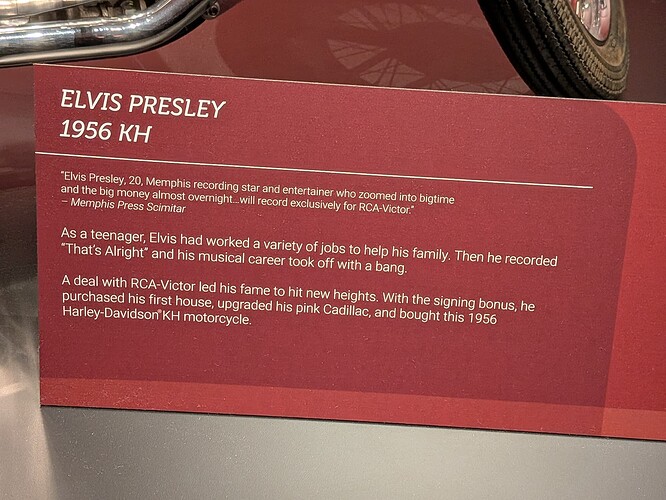 ELVIS PRESLEY
1956 KH
"Elvis Presley, 20, Memphis recording star and entertainer who zoomed into bigtime
and the big money almost overnight...will record exclusively for RCA-Victor."
– Memphis Press Scimitar
As a teenager, Elvis had worked a variety of jobs to help his family. Then he recorded
"That's Alright" and his musical career took off with a bang.
A deal with RCA-Victor led his fame to hit new heights. With the signing bonus, he
purchased his first house, upgraded his pink Cadillac, and bought this 1956
Harley-Davidson® KH motorcycle.